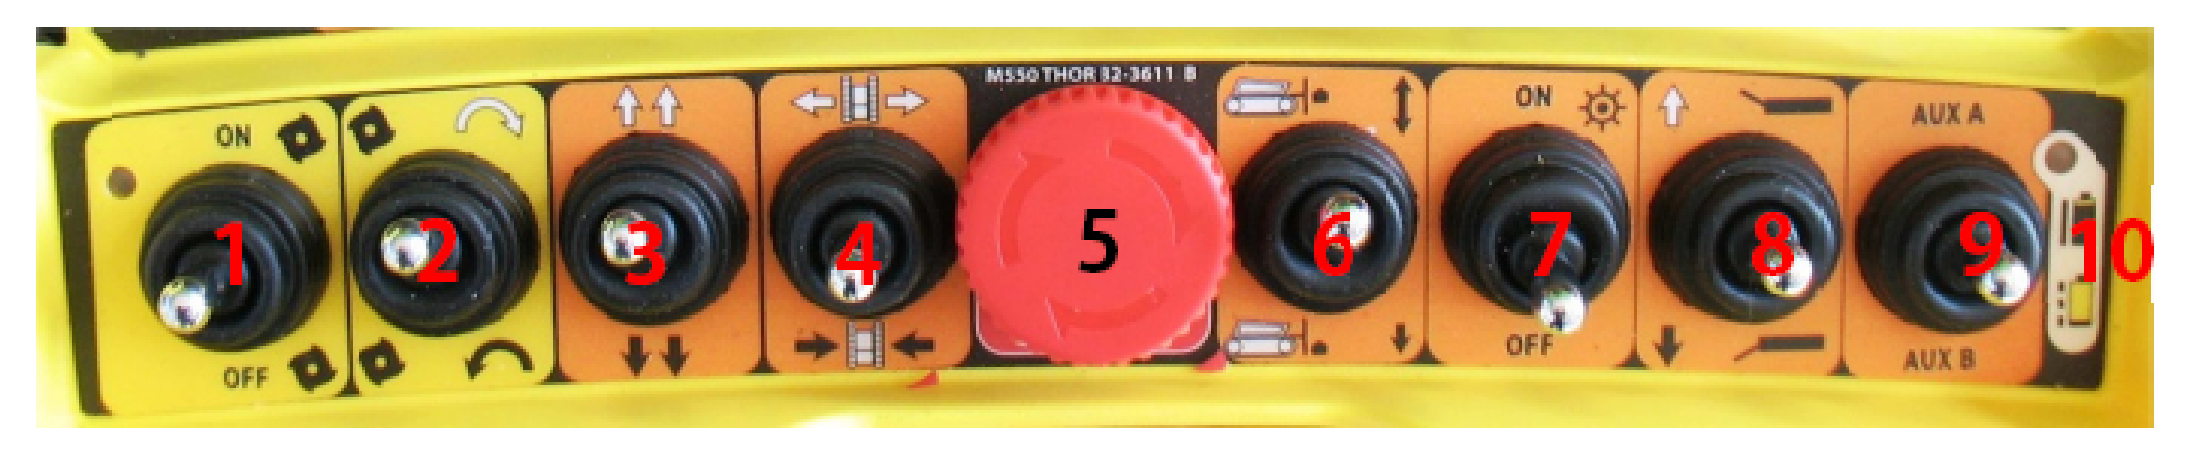 M550 THOR 32-3611 B
ON
OFF
ON
OFF
AUX A
AUX B
1
2
3
4
5
6
7
8
9
10